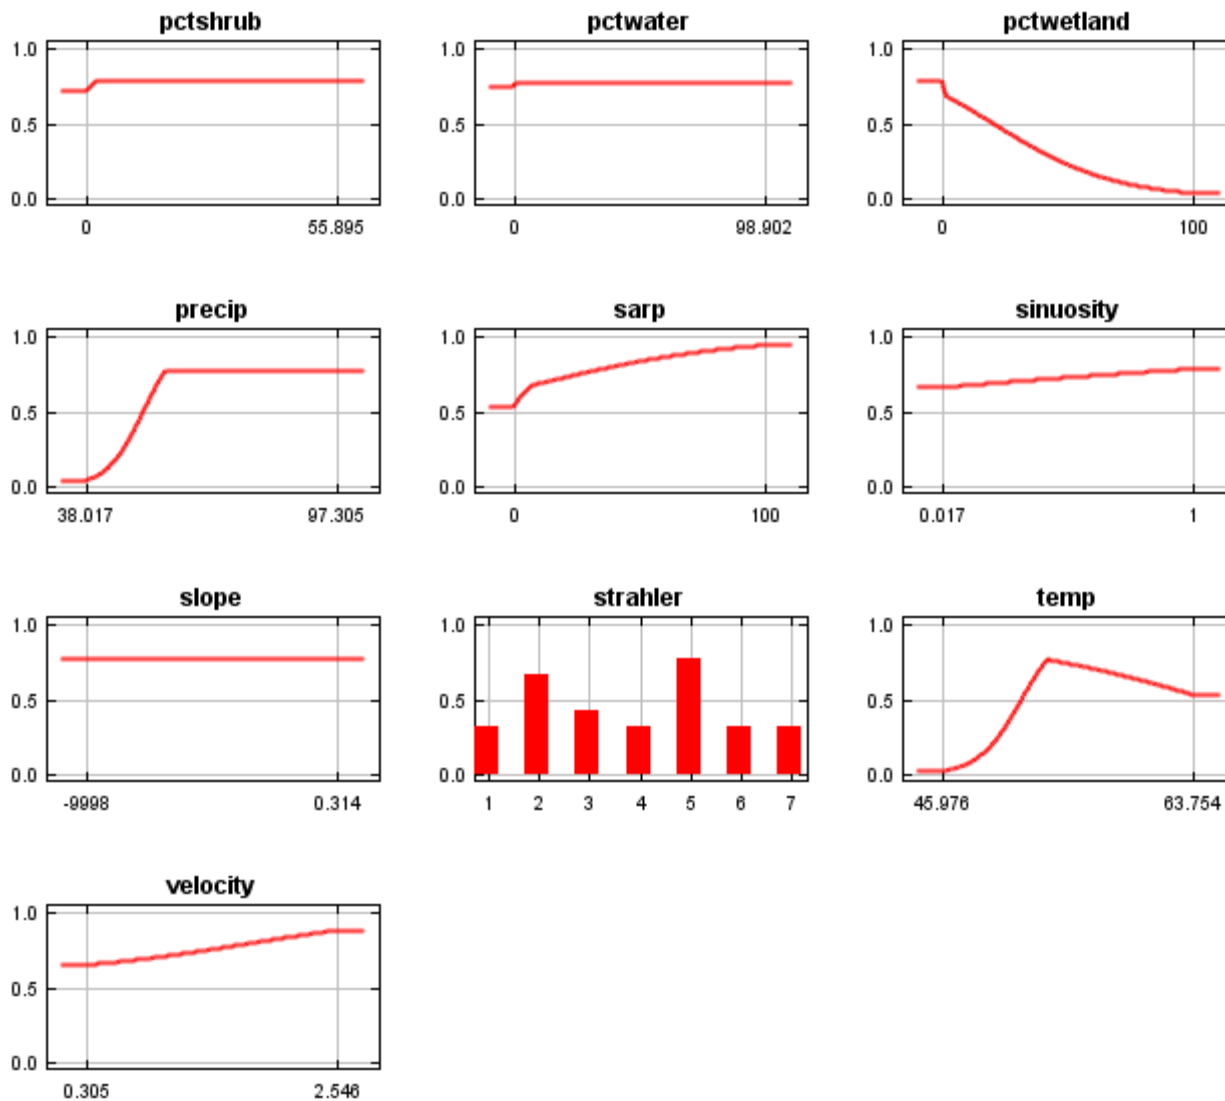 pctshrub pctwater pctwetland
1.0 1.0 1.0
0.5 0.5 0.5
0.0 0.0 0.0
0 55.895 0 98.902 0 100
precip sarp sinuosity
1.0 1.0 1.0
0.5 0.5 0.5
0.0 0.0 0.0
38.017 97.305 0 100 0.017 1
slope strahler temp
1.0 1.0 1.0
0.5 0.5 0.5
0.0 0.0 0.0
-9998 0.314 1 2 3 4 5 6 7 45.976 63.754
velocity
1.0
0.5
0.0
0.305 2.546